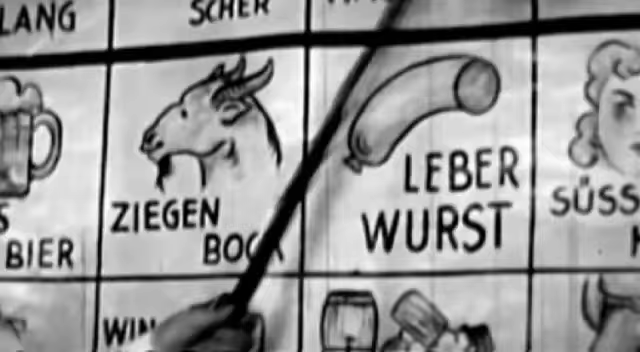 LANG
SCHER
BIER
ZIEGEN
BOCK
LEBER
WURST
SÜSS
WIN